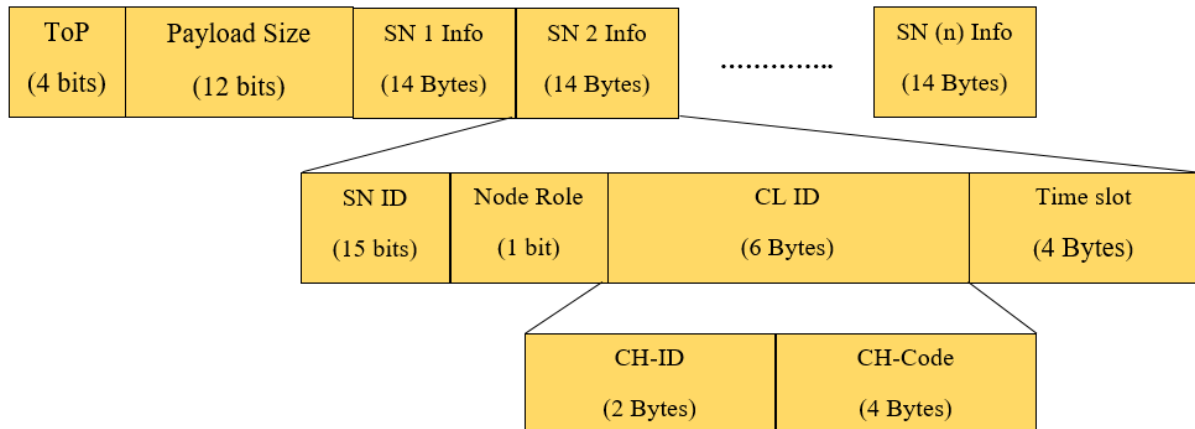 ToP
(4 bits)
Payload Size
(12 bits)
SN 1 Info
(14 Bytes)
SN 2 Info
(14 Bytes)
…………..
SN (n) Info
(14 Bytes)
SN ID
(15 bits)
Node Role
(1 bit)
CL ID
(6 Bytes)
Time slot
(4 Bytes)
CH-ID
(2 Bytes)
CH-Code
(4 Bytes)